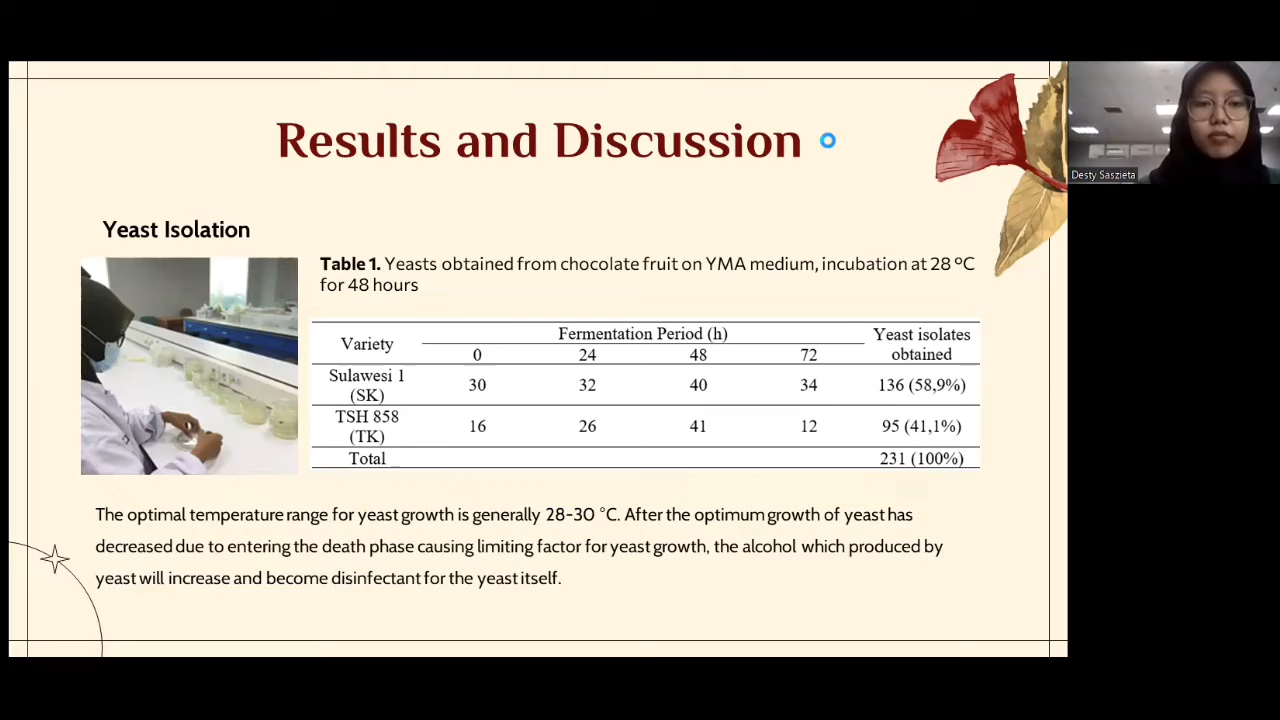 Results and Discussion
Desty Saszieta
Yeast Isolation
Table 1. Yeasts obtained from chocolate fruit on YMA medium, incubation at 28 ºC
for 48 hours
Variety
Fermentation Period (h)
Yeast isolates
obtained
0 24 48 72
Sulawesi 1
(SK)
30 32 40 34 136 (58,9%)
TSH 858
(TK)
16 26 41 12 95 (41,1%)
Total 231 (100%)
The optimal temperature range for yeast growth is generally 28-30 °C. After the optimum growth of yeast has
decreased due to entering the death phase causing limiting factor for yeast growth, the alcohol which produced by
yeast will increase and become disinfectant for the yeast itself.